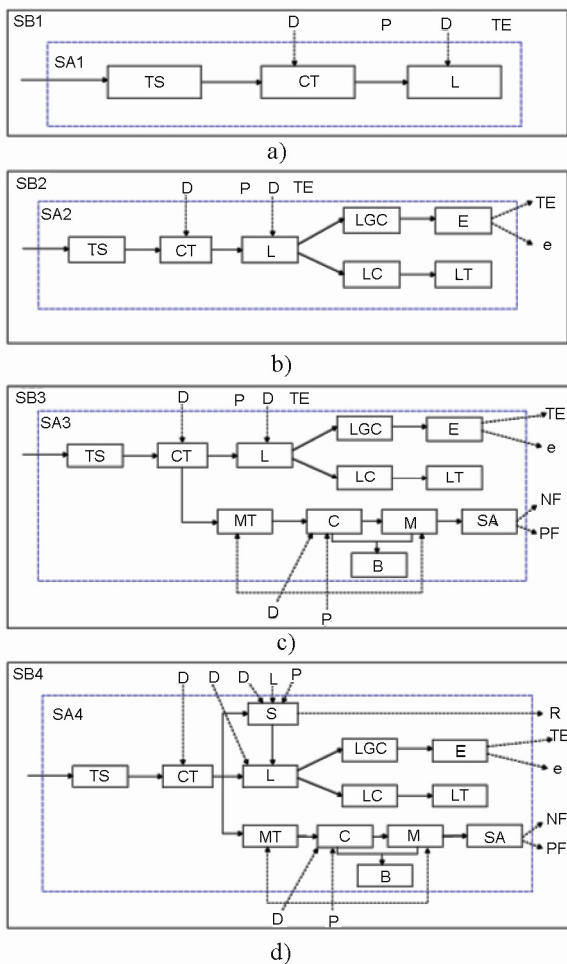 SB1 D P D TE
SA1
TS CT L
a)
SB2 D P D TE
SA2 TE
LGC E
TS CT L e
LC LT
b)
SB3 D P D TE
SA3 TE
LGC E
TS CT L e
LC LT
NF
MT C M SA
PF
B
D P
c)
SB4 D D D L P
SA4 S R
TE
LGC E
TS CT L e
LC LT
NF
MT C M SA
PF
B
D P
d)